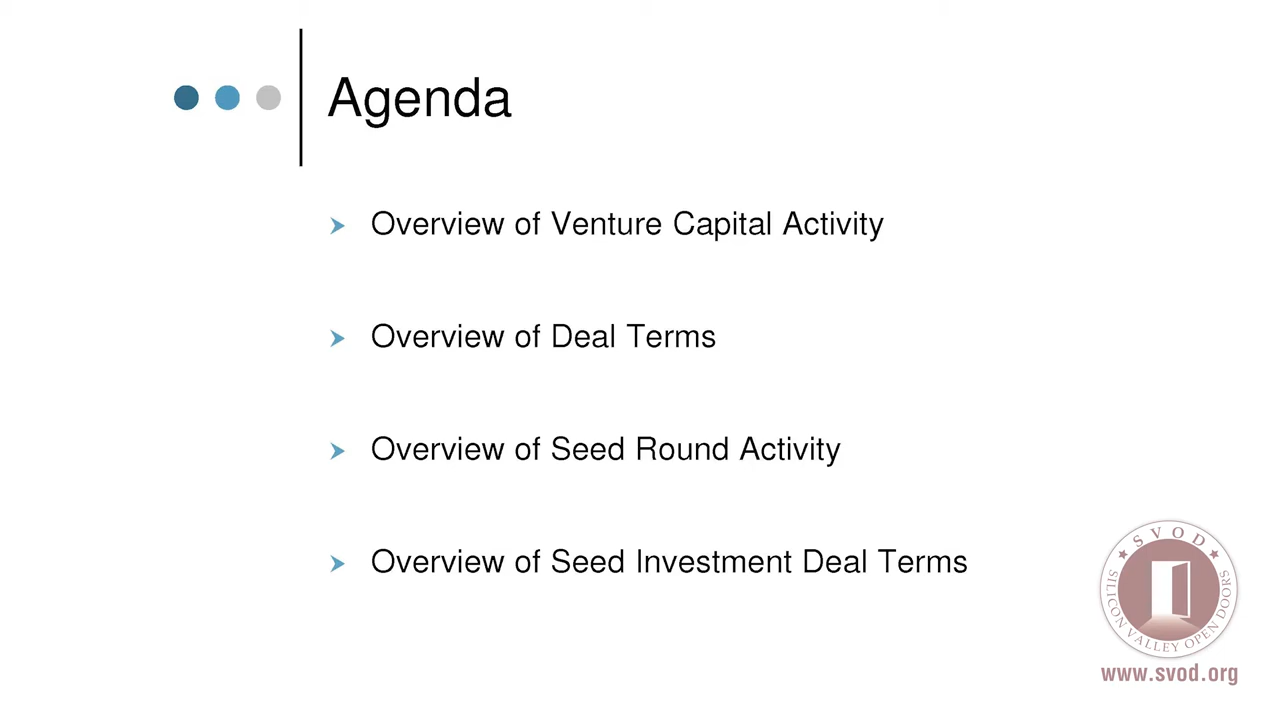 Agenda
Overview of Venture Capital Activity
Overview of Deal Terms
Overview of Seed Round Activity
Overview of Seed Investment Deal Terms
SVOD
SILICON VALLEY OPEN DOORS
www.svod.org